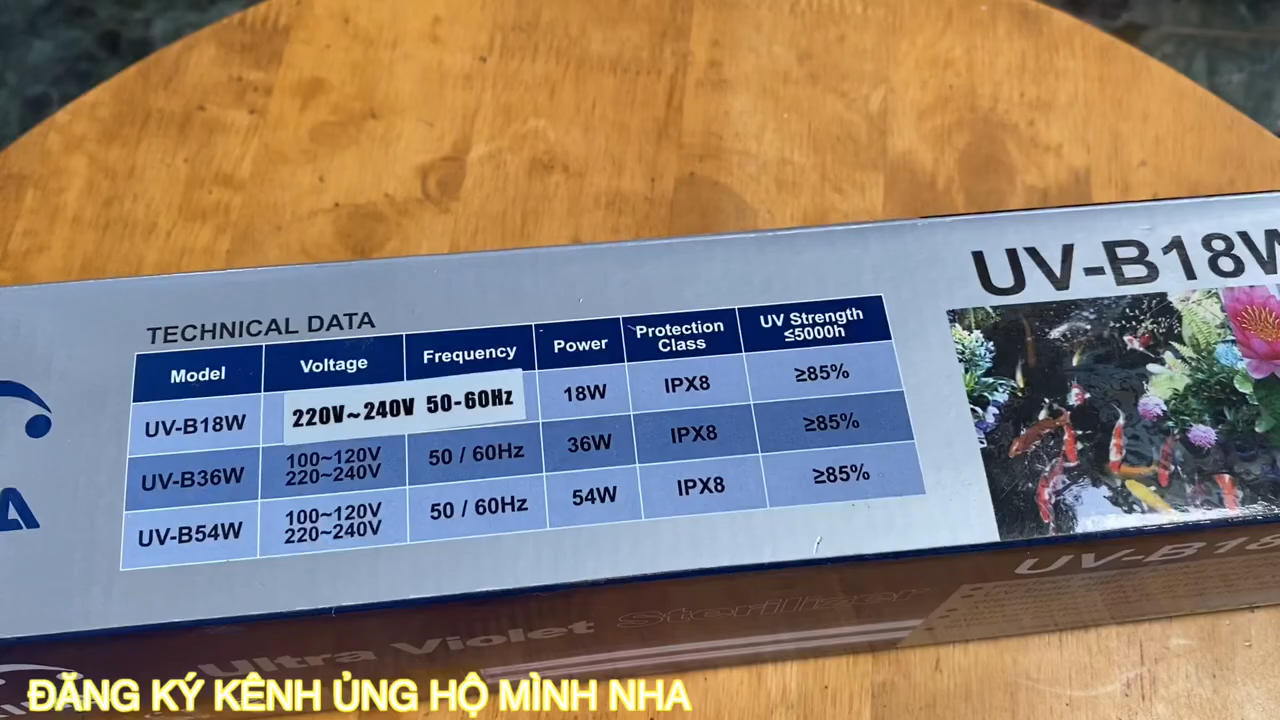 UV-B18W
TECHNICAL DATA
Model Voltage Frequency Power Protection Class UV Strength ≤5000h
UV-B18W 220V~240V 50-60Hz 18W IPX8 ≥85%
UV-B36W 100~120V 220~240V 50 / 60Hz 36W IPX8 ≥85%
UV-B54W 100~120V 220~240V 50 / 60Hz 54W IPX8 ≥85%
A
UV-B18
Ultra Violet Sterilizer
ĐĂNG KÝ KÊNH ỦNG HỘ MÌNH NHA